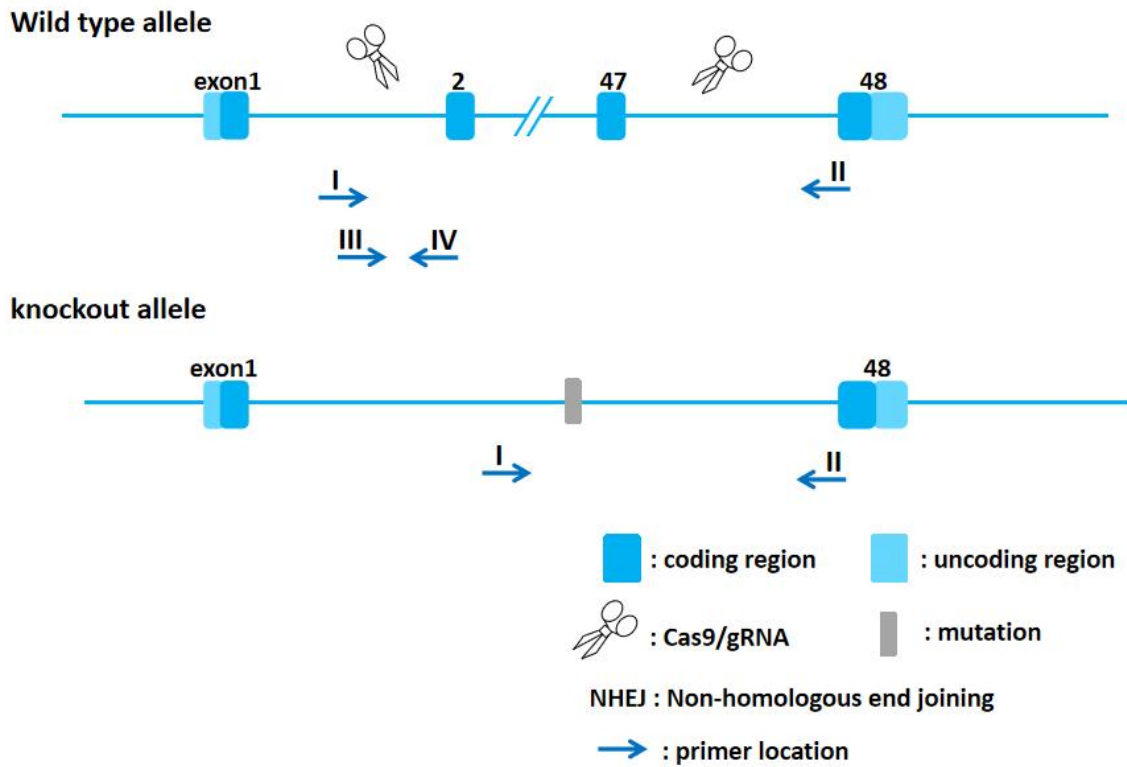 Wild type allele
exon1 2 47 48
I II
III IV
knockout allele
exon1 48
I II
: coding region : uncoding region
: Cas9/gRNA : mutation
NHEJ : Non-homologous end joining
: primer location